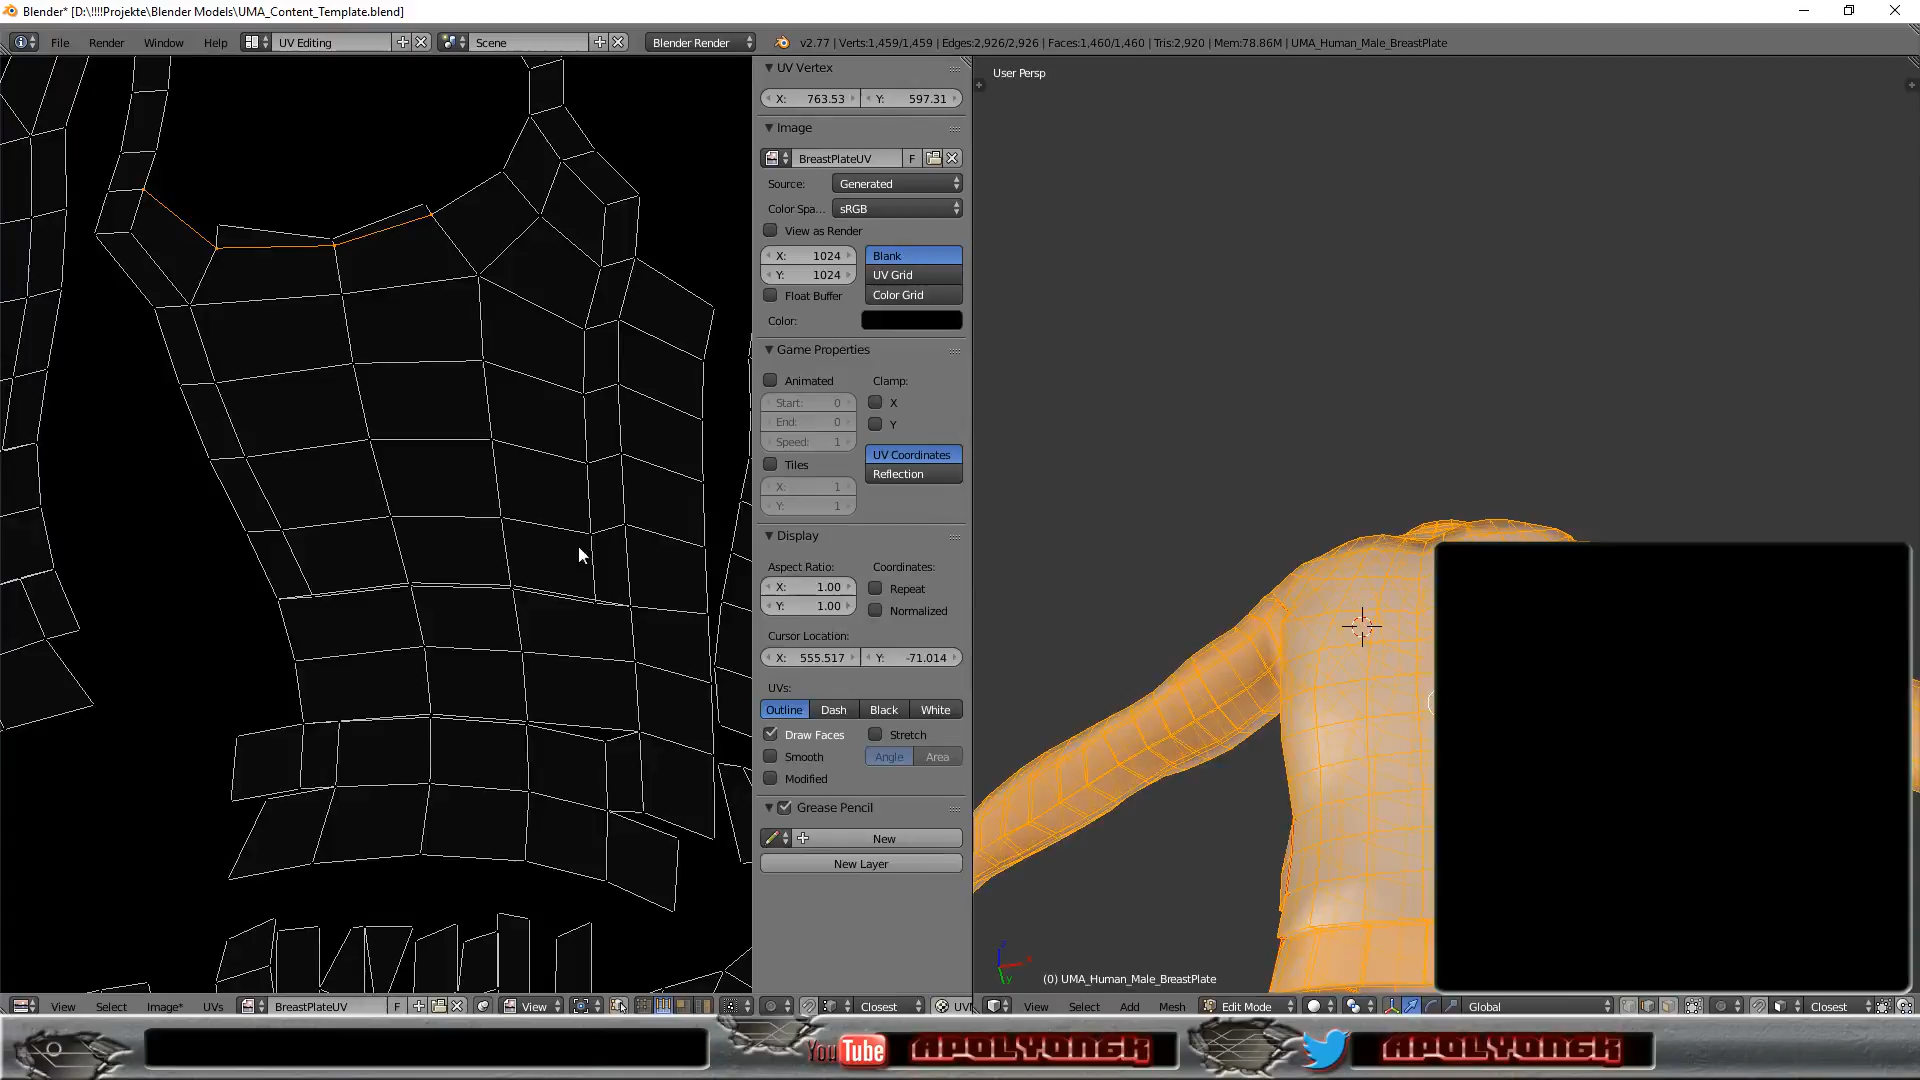 Blender* [D:\!!!!Projekte\Blender Models\UMA_Content_Template.blend]
File Render Window Help UV Editing Scene Blender Render v2.77 | Verts:1,459/1,459 | Edges:2,926/2,926 | Faces:1,460/1,460 | Tris:2,920 | Mem:78.86M | UMA_Human_Male_BreastPlate
UV Vertex
X: 763.53 Y: 597.31
Image
BreastPlateUV F
Source: Generated
Color Spa... sRGB
View as Render
X: 1024 Blank
Y: 1024 UV Grid
Float Buffer Color Grid
Color:
Game Properties
Animated Clamp:
Start: 0 X
End: 0 Y
Speed: 1
Tiles UV Coordinates
X: 1 Reflection
Y: 1
Display
Aspect Ratio: Coordinates:
X: 1.00 Repeat
Y: 1.00 Normalized
Cursor Location:
X: 555.517 Y: -71.014
UVs:
Outline Dash Black White
Draw Faces Stretch
Smooth Angle Area
Modified
Grease Pencil
New
New Layer
User Persp
(0) UMA_Human_Male_BreastPlate
View Select Image* UVs BreastPlateUV F View Closest UVM
View Select Add Mesh Edit Mode Global Closest
YouTube APOLYON6K APOLYON6K